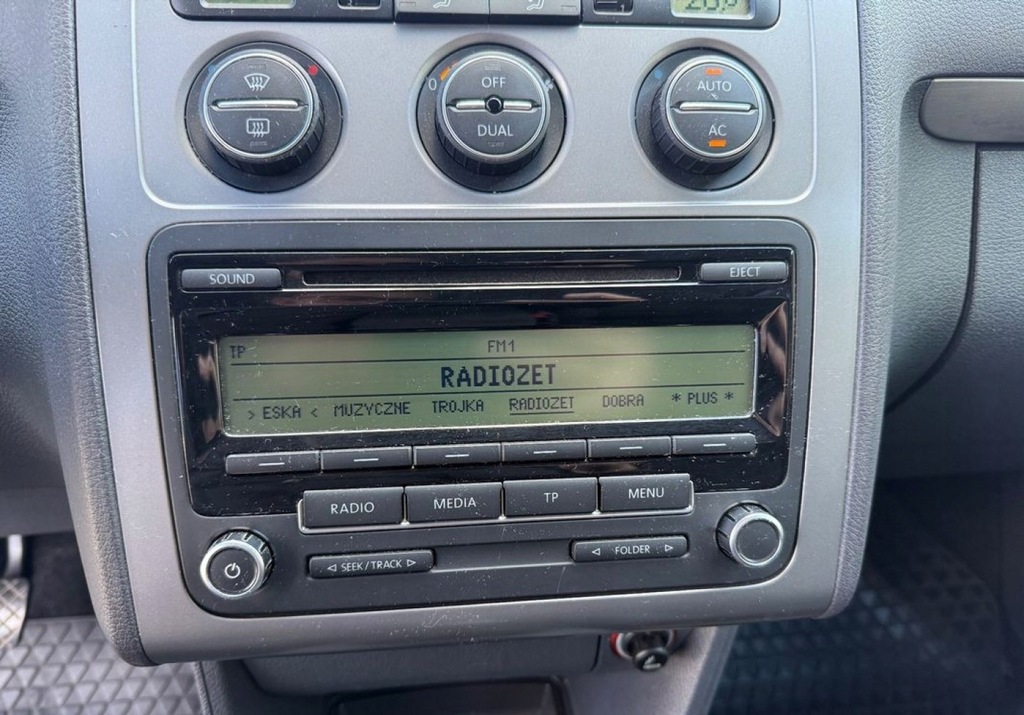 OFF
AUTO
0
DUAL
AC
SOUND
EJECT
TP FM1
RADIOZET
> ESKA < MUZYCZNE TROJKA RADIOZET DOBRA * PLUS *
RADIO MEDIA TP MENU
◁ SEEK/TRACK ▷ ◁ FOLDER ▷